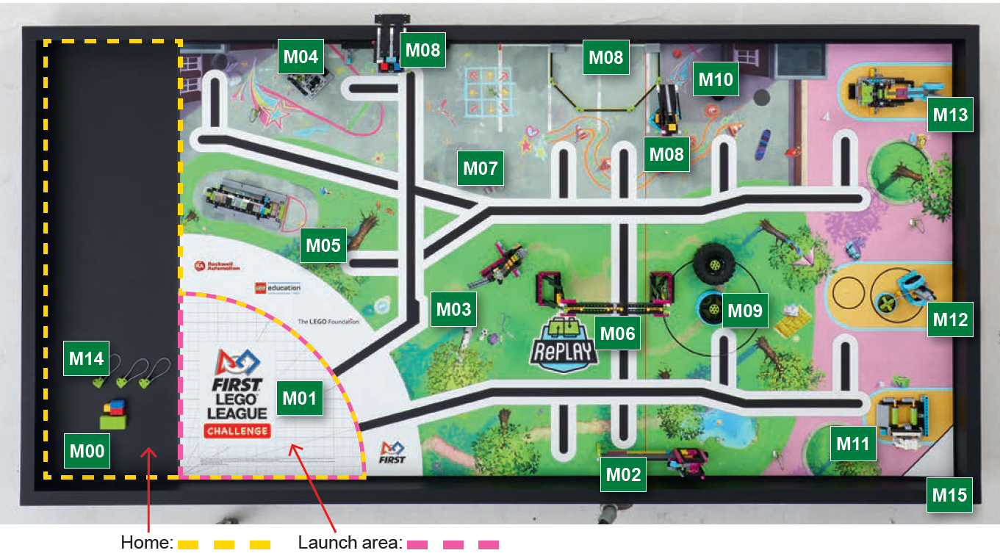 M08
M04
M08
M10
M13
M08
M07
M05
Rockwell
Automation
LEGO education
The LEGO Foundation
M03
M09
M12
M06
RePLAY
M14
FIRST
LEGO
LEAGUE
CHALLENGE
M01
M00
FIRST
M11
M02
M15
Home:
Launch area: